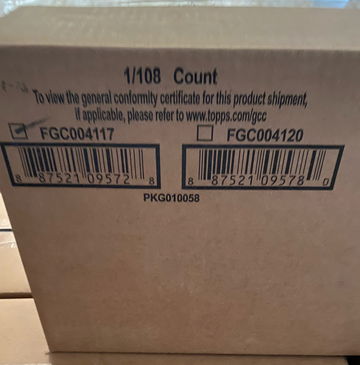 1/108 Count
To view the general conformity certificate for this product shipment,
if applicable, please refer to www.topps.com/gcc
FGC004117 FGC004120
8 87521 09572 8 8 87521 09578 0
PKG010058